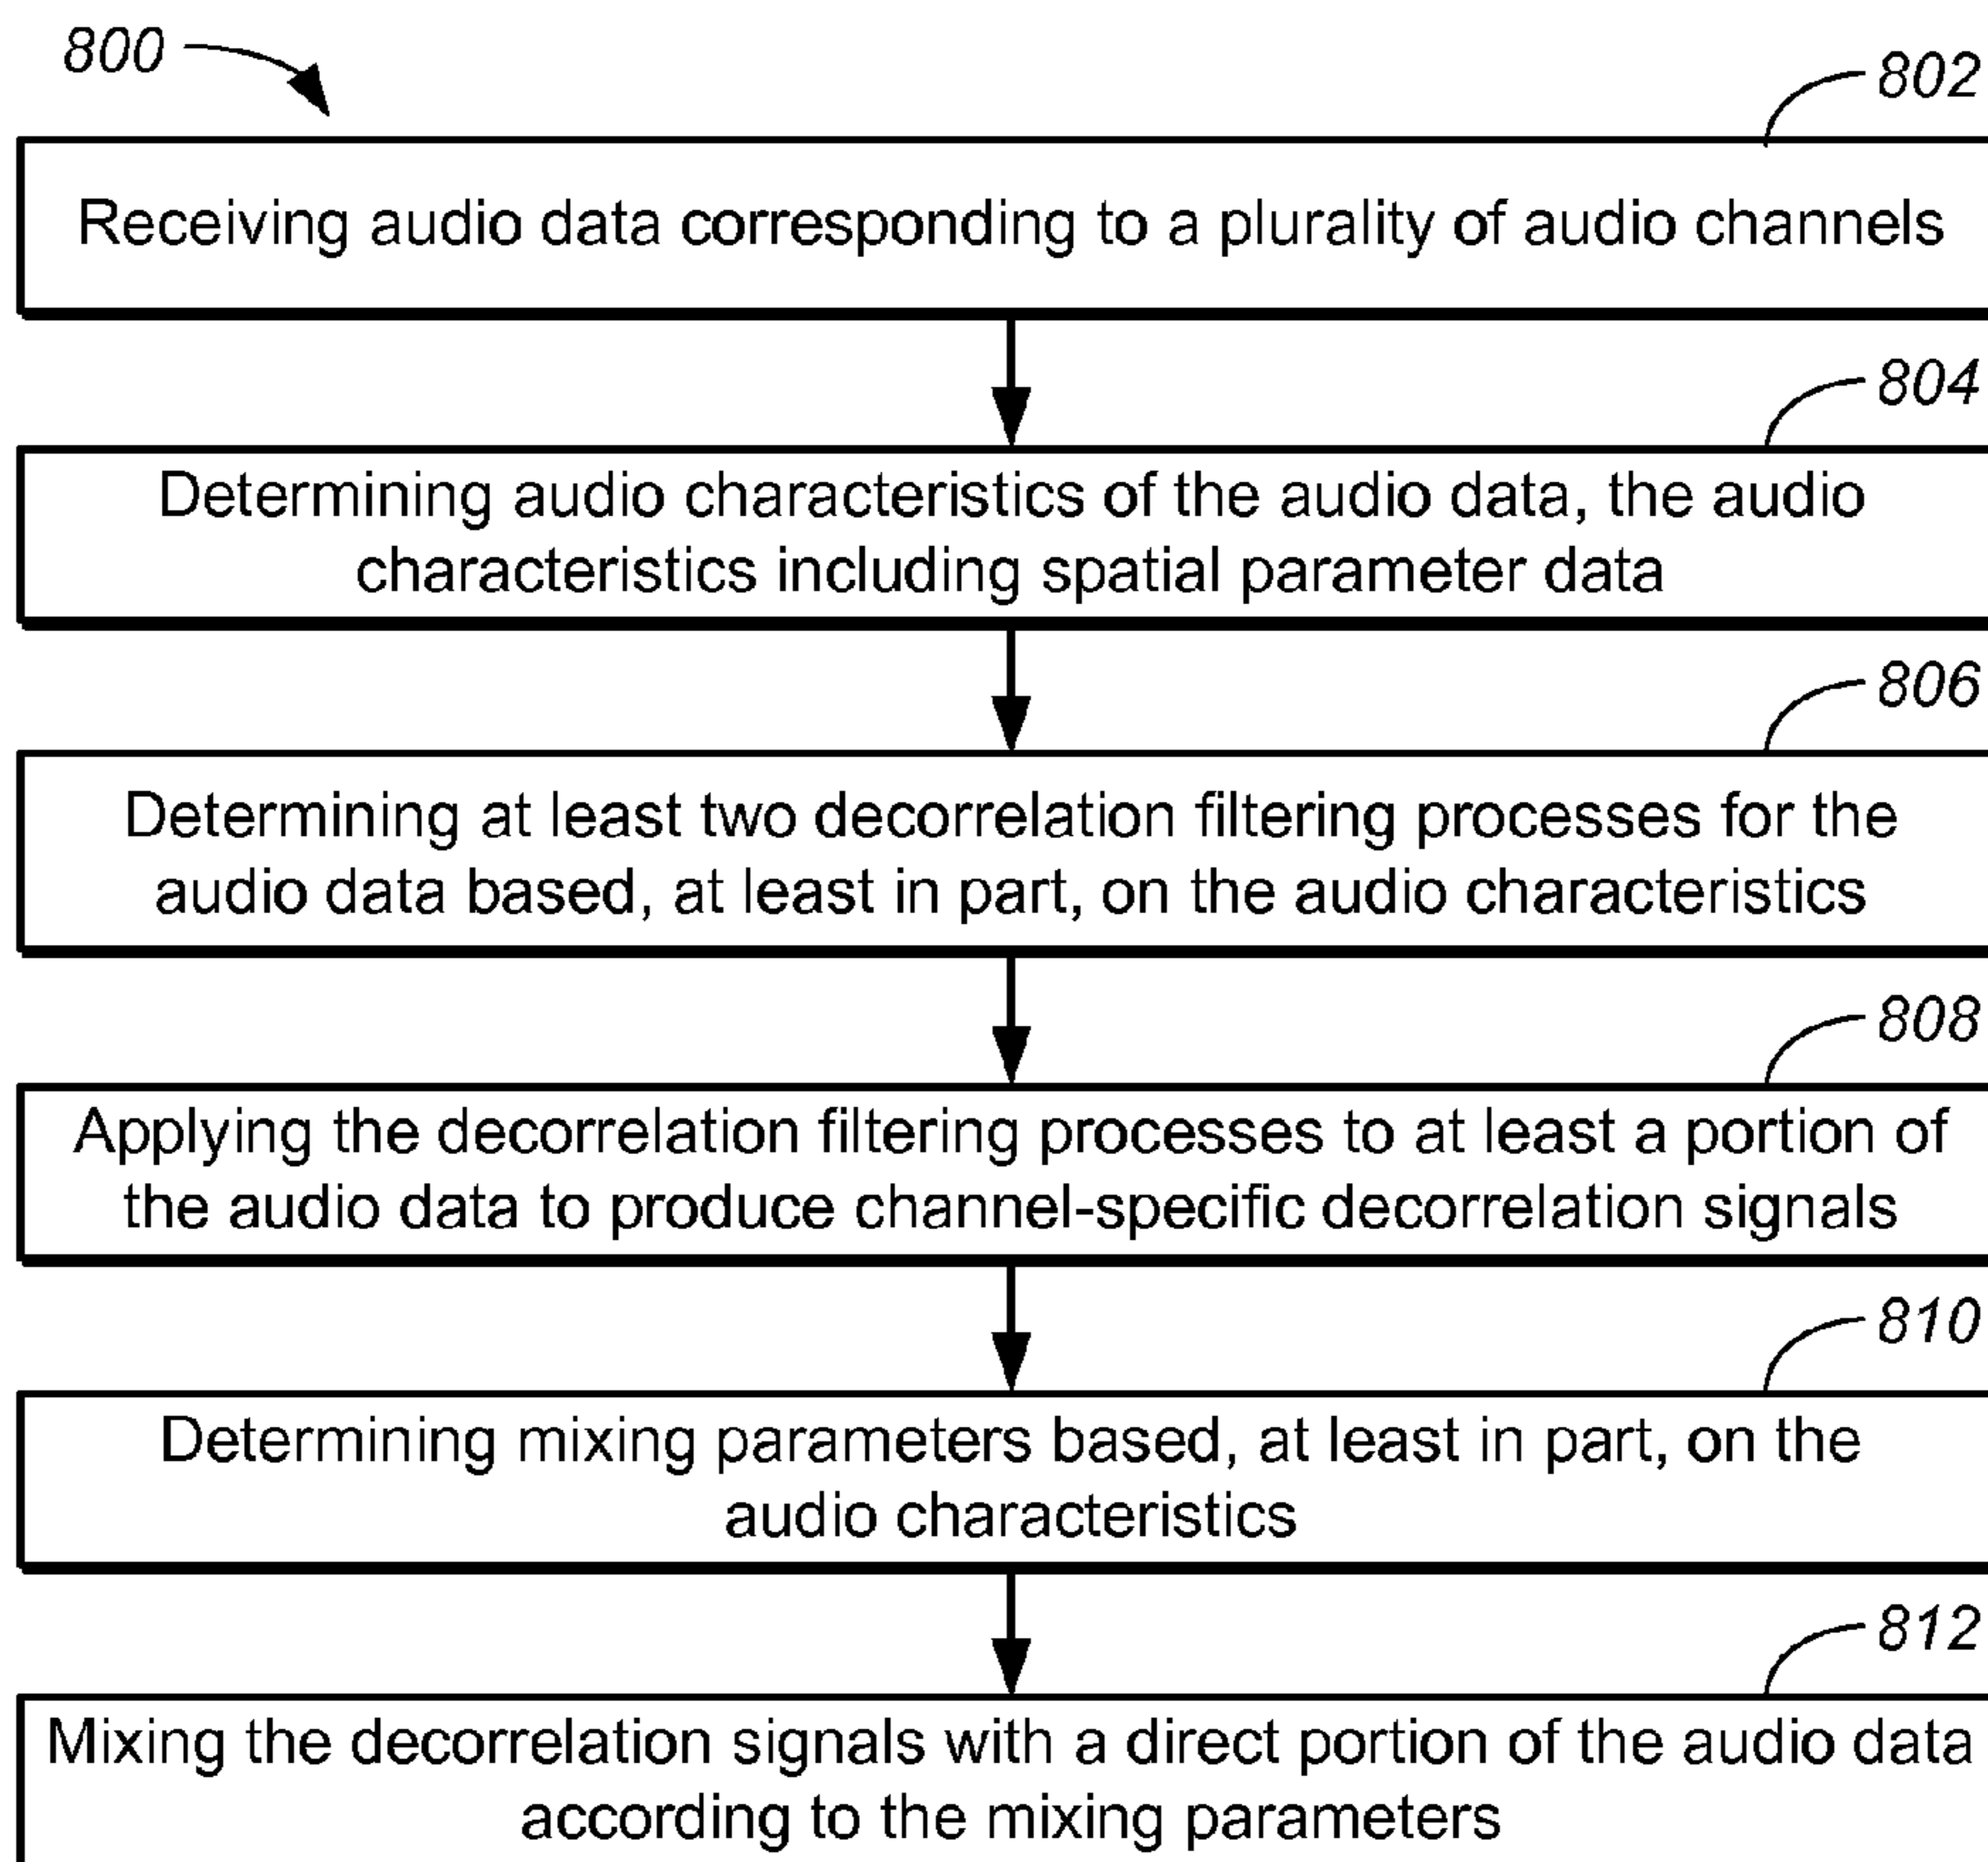 800
802
Receiving audio data corresponding to a plurality of audio channels
804
Determining audio characteristics of the audio data, the audio
characteristics including spatial parameter data
806
Determining at least two decorrelation filtering processes for the
audio data based, at least in part, on the audio characteristics
808
Applying the decorrelation filtering processes to at least a portion of
the audio data to produce channel-specific decorrelation signals
810
Determining mixing parameters based, at least in part, on the
audio characteristics
812
Mixing the decorrelation signals with a direct portion of the audio data
according to the mixing parameters